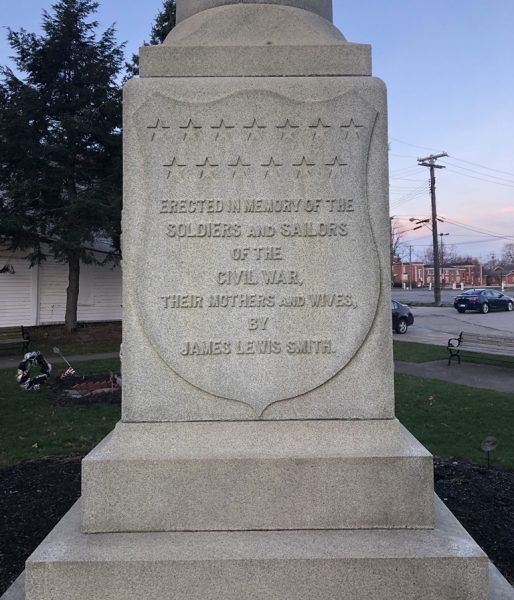 ERECTED IN MEMORY OF THE
SOLDIERS AND SAILORS
OF THE
CIVIL WAR,
THEIR MOTHERS AND WIVES,
BY
JAMES LEWIS SMITH.